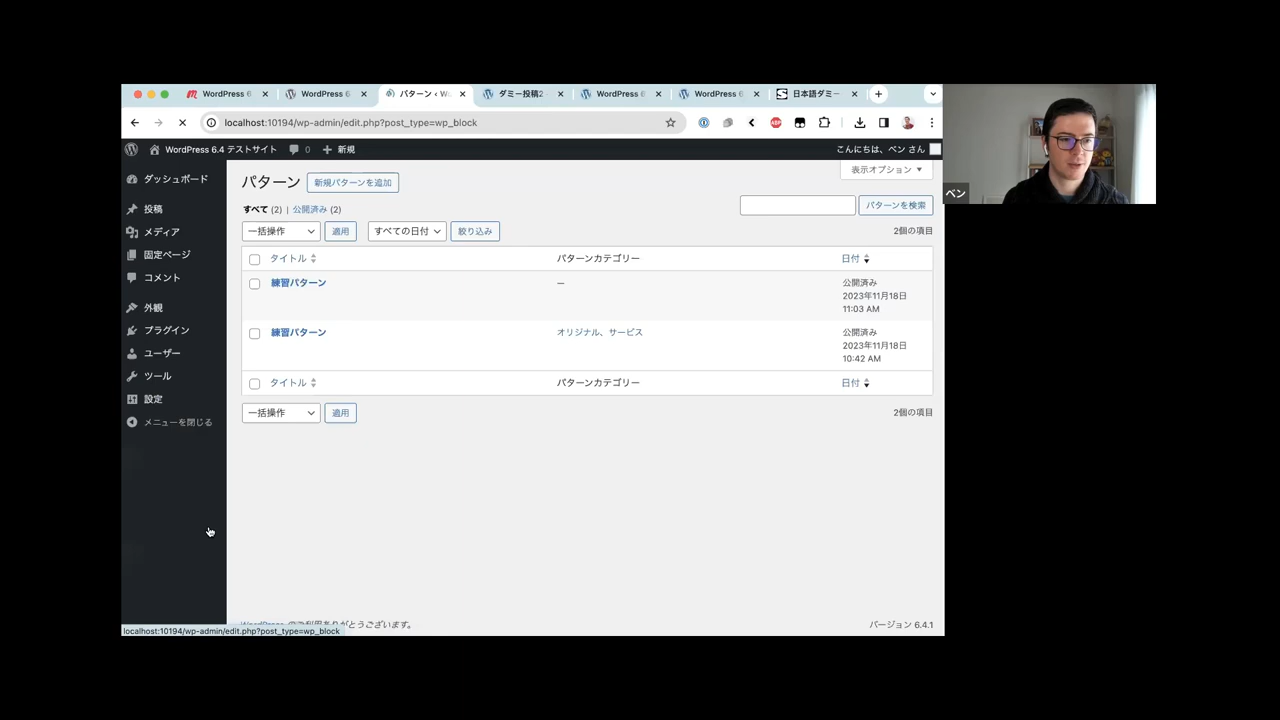 WordPress 6
WordPress 6
パターン ‹ W
ダミー投稿2
WordPress 6
WordPress 6
日本語ダミー
localhost:10194/wp-admin/edit.php?post_type=wp_block
WordPress 6.4 テストサイト
0
新規
こんにちは、ベン さん
ダッシュボード
投稿
メディア
固定ページ
コメント
外観
プラグイン
ユーザー
ツール
設定
メニューを閉じる
パターン
新規パターンを追加
表示オプション
すべて (2) | 公開済み (2)
パターンを検索
一括操作
適用
すべての日付
絞り込み
2個の項目
タイトル
パターンカテゴリー
日付
練習パターン
—
公開済み
2023年11月18日
11:03 AM
練習パターン
オリジナル、サービス
公開済み
2023年11月18日
10:42 AM
タイトル
パターンカテゴリー
日付
一括操作
適用
2個の項目
WordPress のご利用ありがとうございます。
バージョン 6.4.1
localhost:10194/wp-admin/edit.php?post_type=wp_block
ベン
ABP